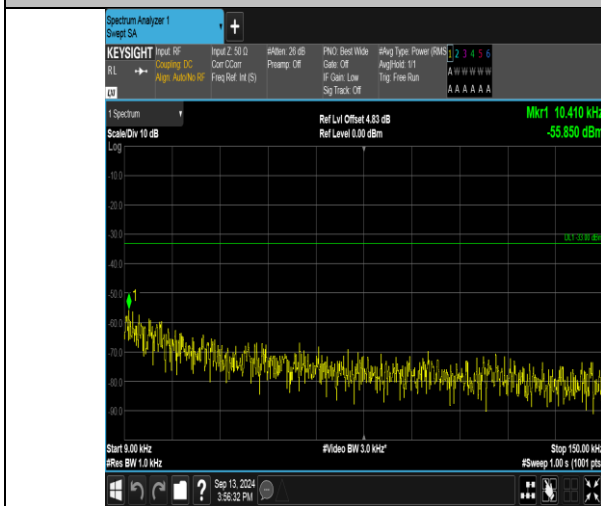 Spectrum Analyzer 1
Swept SA
+
KEYSIGHT
RL
Input: RF
Coupling: DC
Align: Auto/No RF
Input Z: 50 Ω
Corr CCorr
Freq Ref: Int (S)
#Atten: 26 dB
Preamp: Off
PNO: Best Wide
Gate: Off
IF Gain: Low
Sig Track: Off
#Avg Type: Power (RMS
Avg|Hold: 1/1
Trig: Free Run
1 2 3 4 5 6
A W W W W W
A A A A A A
1 Spectrum
Scale/Div 10 dB
Log
Ref Lvl Offset 4.83 dB
Ref Level 0.00 dBm
Mkr1 10.410 kHz
-55.850 dBm
-10.0
-20.0
-30.0
DL1 -33.00 dBm
-40.0
-50.0
1
-60.0
-70.0
-80.0
-90.0
Start 9.00 kHz
#Res BW 1.0 kHz
#Video BW 3.0 kHz*
Stop 150.00 kHz
#Sweep 1.00 s (1001 pts
?
Sep 13, 2024
3:56:32 PM